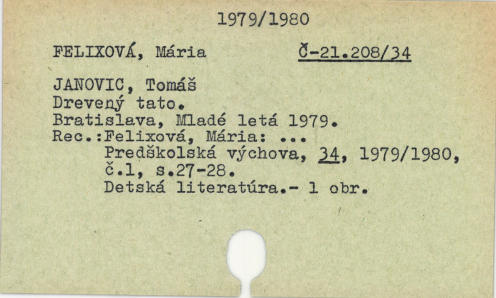 1979/1980
FELIXOVÁ, Mária Č-21.208/34
JANOVIC, Tomáš
Drevený tato.
Bratislava, Mladé letá 1979.
Rec.:Felixová, Mária: ...
Predškolská výchova, 34, 1979/1980,
č.1, s.27-28.
Detská literatúra.- 1 obr.